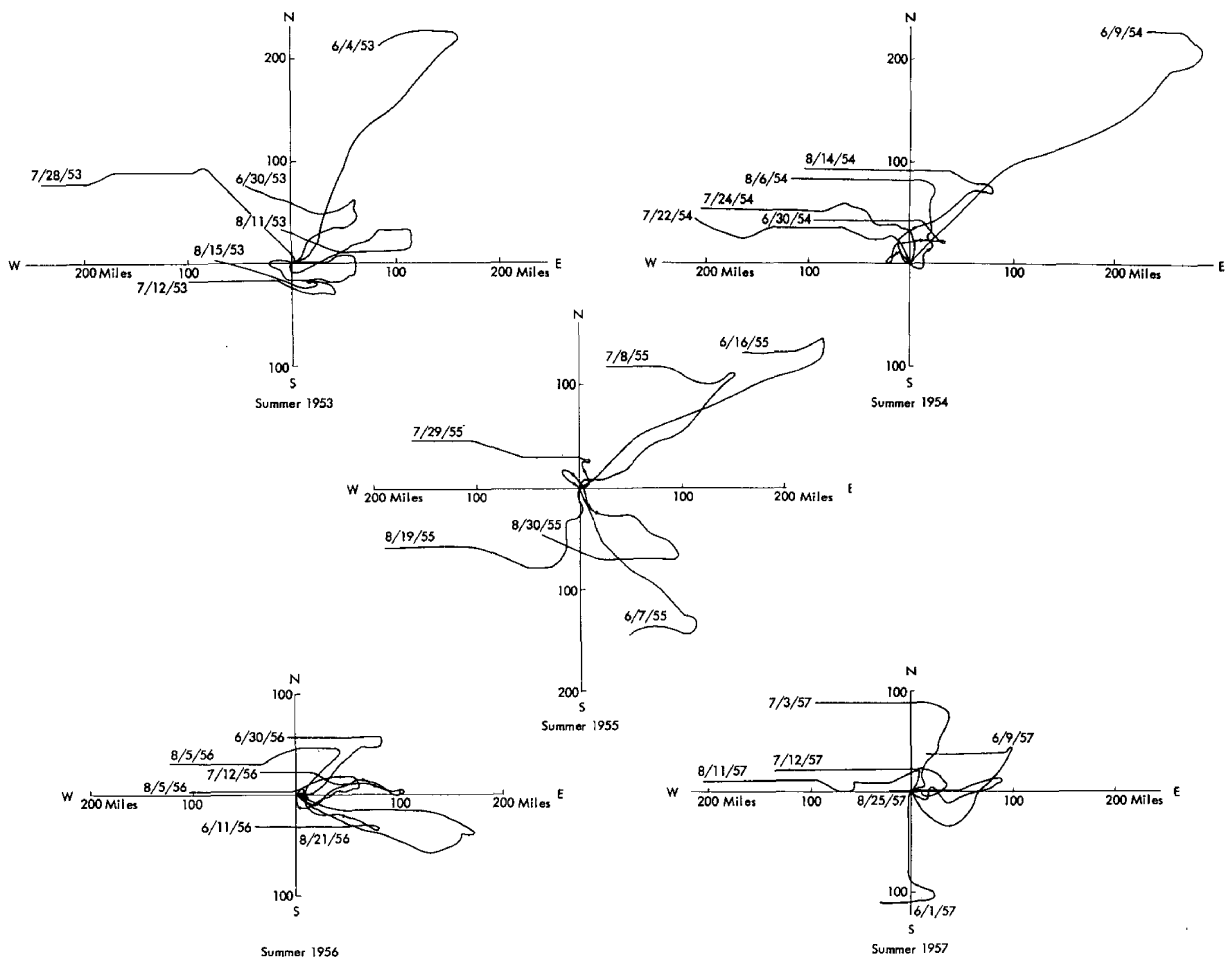 N
6/4/53
200
7/28/53
100
6/30/53
8/11/53
8/15/53
W
200 Miles
100
100
200 Miles
E
7/12/53
100
S
Summer 1953
N
6/9/54
200
8/14/54
100
8/6/54
7/24/54
7/22/54
6/30/54
W
200 Miles
100
100
200 Miles
E
100
S
Summer 1954
N
6/16/55
7/8/55
100
7/29/55
W
200 Miles
100
100
200 Miles
E
8/30/55
8/19/55
100
6/7/55
200
S
Summer 1955
N
100
6/30/56
8/5/56
7/12/56
8/5/56
W
200 Miles
100
100
200 Miles
E
6/11/56
8/21/56
100
S
Summer 1956
N
100
7/3/57
6/9/57
7/12/57
8/11/57
8/25/57
W
200 Miles
100
100
200 Miles
E
100
6/1/57
S
Summer 1957